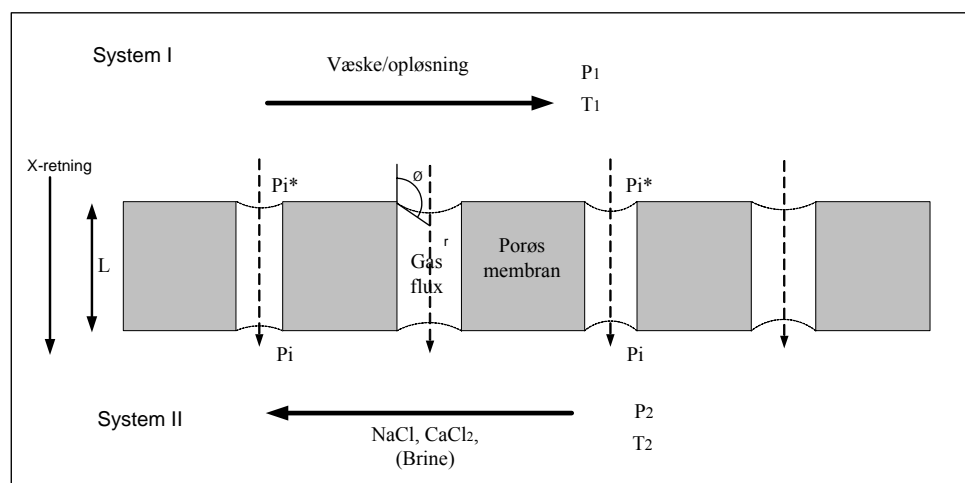 System I
Væske/opløsning
P1
T1
X-retning
Pi*
Ø
Pi*
L
r
Gas
flux
Porøs
membran
Pi
Pi
System II
P2
T2
NaCl, CaCl2,
(Brine)